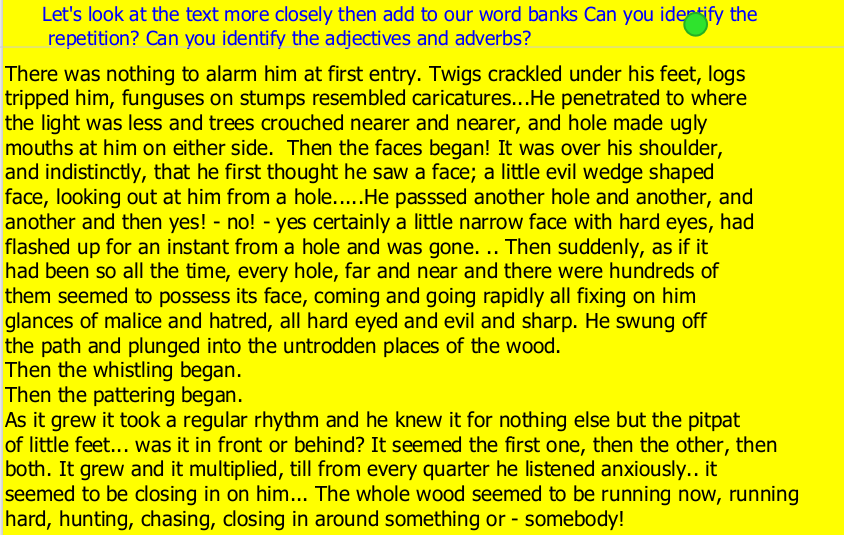 Let's look at the text more closely then add to our word banks Can you identify the
repetition? Can you identify the adjectives and adverbs?
There was nothing to alarm him at first entry. Twigs crackled under his feet, logs
tripped him, funguses on stumps resembled caricatures...He penetrated to where
the light was less and trees crouched nearer and nearer, and hole made ugly
mouths at him on either side.  Then the faces began! It was over his shoulder,
and indistinctly, that he first thought he saw a face; a little evil wedge shaped
face, looking out at him from a hole.....He passsed another hole and another, and
another and then yes! - no! - yes certainly a little narrow face with hard eyes, had
flashed up for an instant from a hole and was gone. .. Then suddenly, as if it
had been so all the time, every hole, far and near and there were hundreds of
them seemed to possess its face, coming and going rapidly all fixing on him
glances of malice and hatred, all hard eyed and evil and sharp. He swung off
the path and plunged into the untrodden places of the wood.
Then the whistling began.
Then the pattering began.
As it grew it took a regular rhythm and he knew it for nothing else but the pitpat
of little feet... was it in front or behind? It seemed the first one, then the other, then
both. It grew and it multiplied, till from every quarter he listened anxiously.. it
seemed to be closing in on him... The whole wood seemed to be running now, running
hard, hunting, chasing, closing in around something or - somebody!